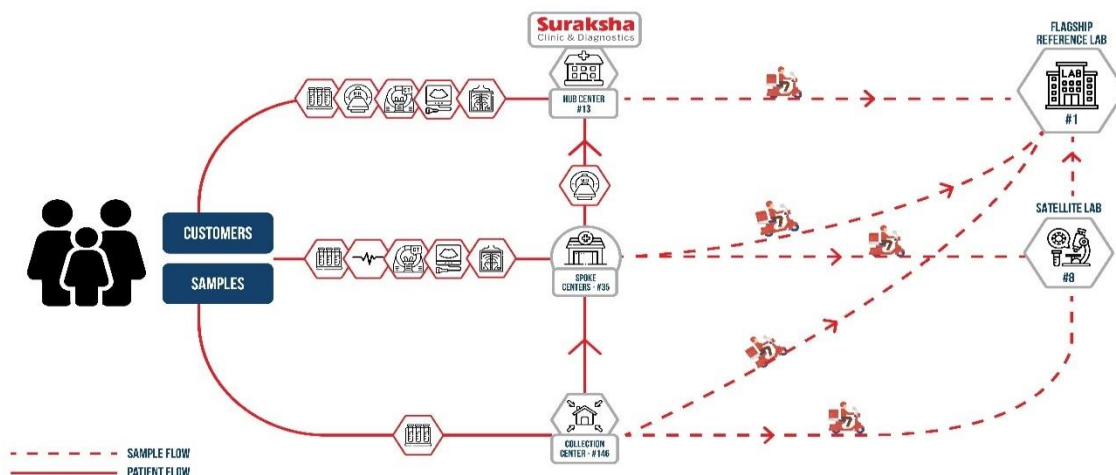 Suraksha
Clinic & Diagnostics
HUB CENTER
#13
FLAGSHIP
REFERENCE LAB
LAB
#1
CUSTOMERS
SAMPLES
SPOKE
CENTERS - #35
SATELLITE LAB
#8
COLLECTION
CENTER - #146
SAMPLE FLOW
PATIENT FLOW